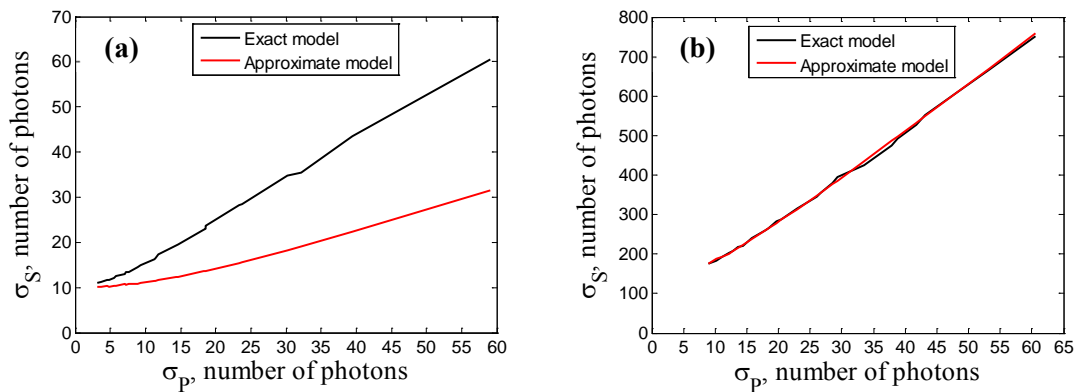 (a)
Exact model
Approximate model
σS, number of photons
70
60
50
40
30
20
10
0
0 5 10 15 20 25 30 35 40 45 50 55 60
σP, number of photons
(b)
Exact model
Approximate model
σS, number of photons
800
700
600
500
400
300
200
100
0
0 5 10 15 20 25 30 35 40 45 50 55 60 65
σP, number of photons